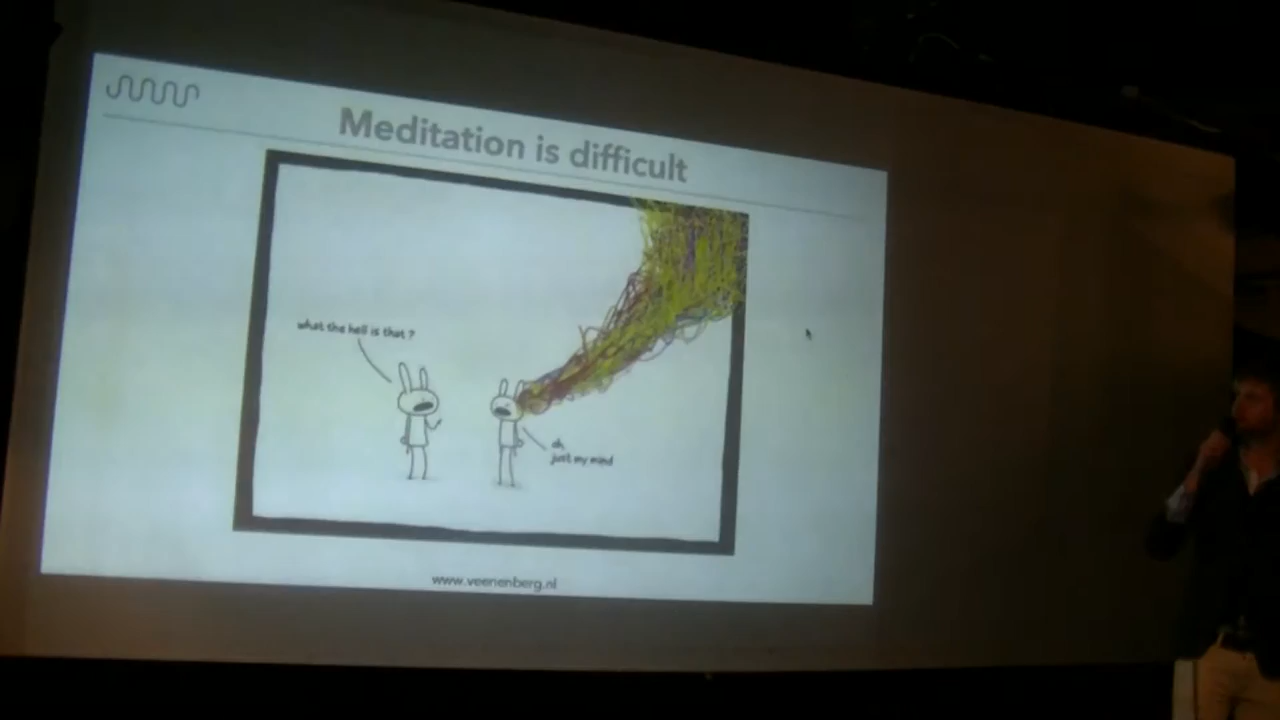 Meditation is difficult
what the hell is that ?
oh,
just my mind
www.veenenberg.nl